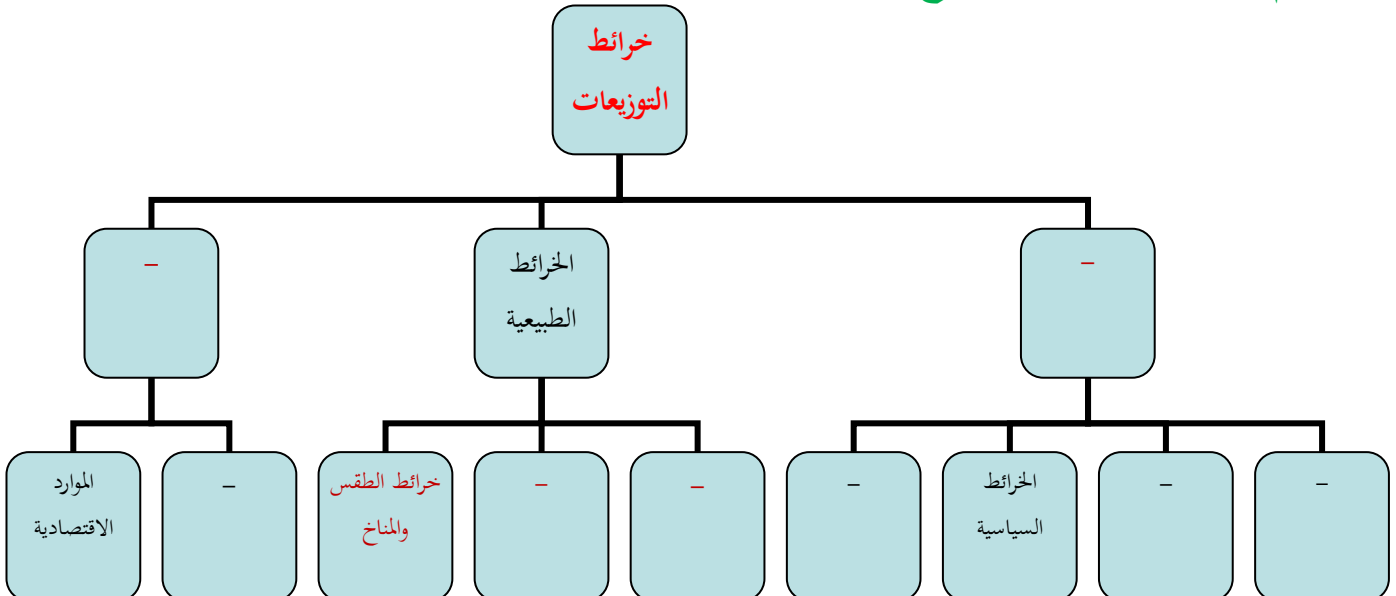 خرائط
التوزيعات
–
الخرائط
الطبيعية
–
–
–
الخرائط
السياسية
–
–
–
خرائط الطقس
والمناخ
–
الموارد
الاقتصادية